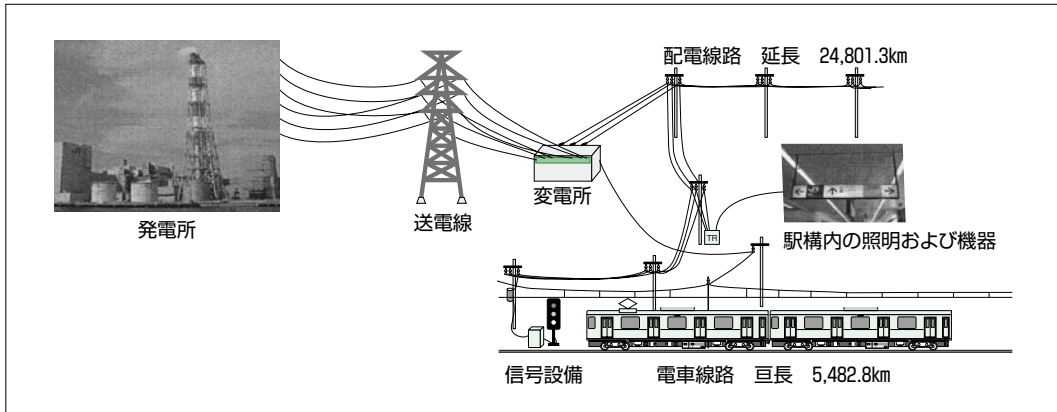 配電線路　延長　24,801.3km
発電所
送電線
変電所
TR
駅構内の照明および機器
信号設備
電車線路　亘長　5,482.8km